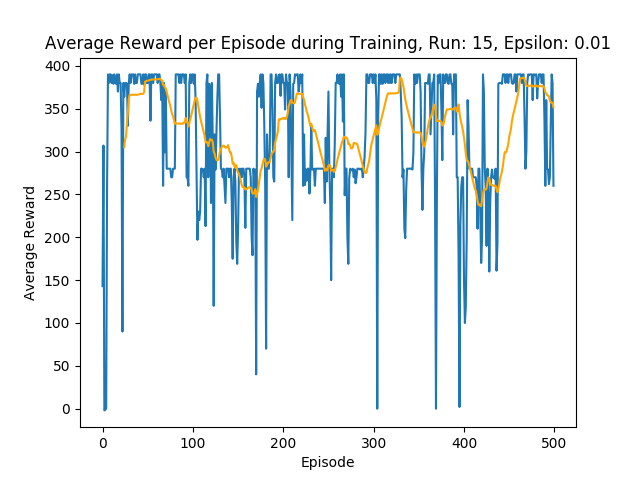 Average Reward per Episode during Training, Run: 15, Epsilon: 0.01
400
350
300
250
200
150
100
50
0
Average Reward
0 100 200 300 400 500
Episode